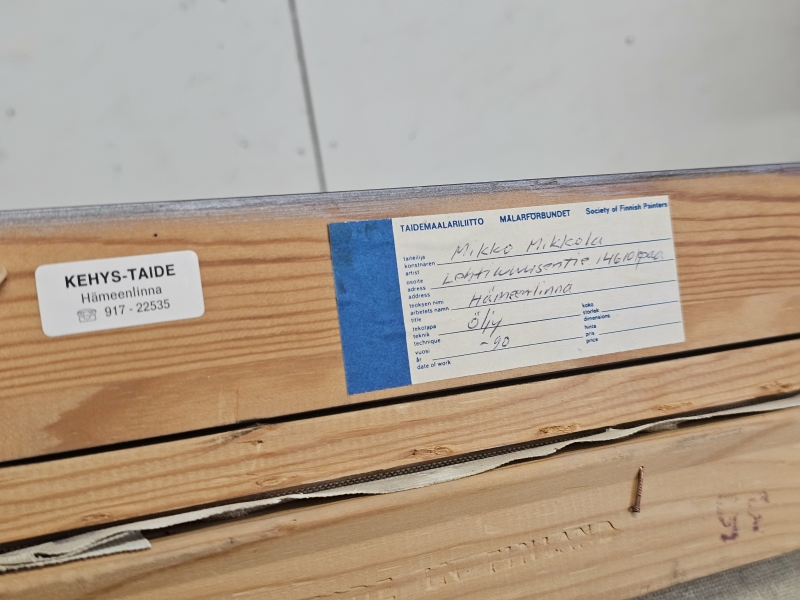 KEHYS-TAIDE
Hämeenlinna
☏ 917 - 22535
TAIDEMAALARILIITTO MÅLARFÖRBUNDET Society of Finnish Painters
taiteilija
konstnären
artist
Mikko Mikkola
osoite
adress
address
14610
teoksen nimi
arbetets namn
title
Hämeenlinna
tekotapa
teknik
technique
Öljy
vuosi
år
date of work
-90
koko
storlek
dimensions
hinta
pris
price
IN FINLAND